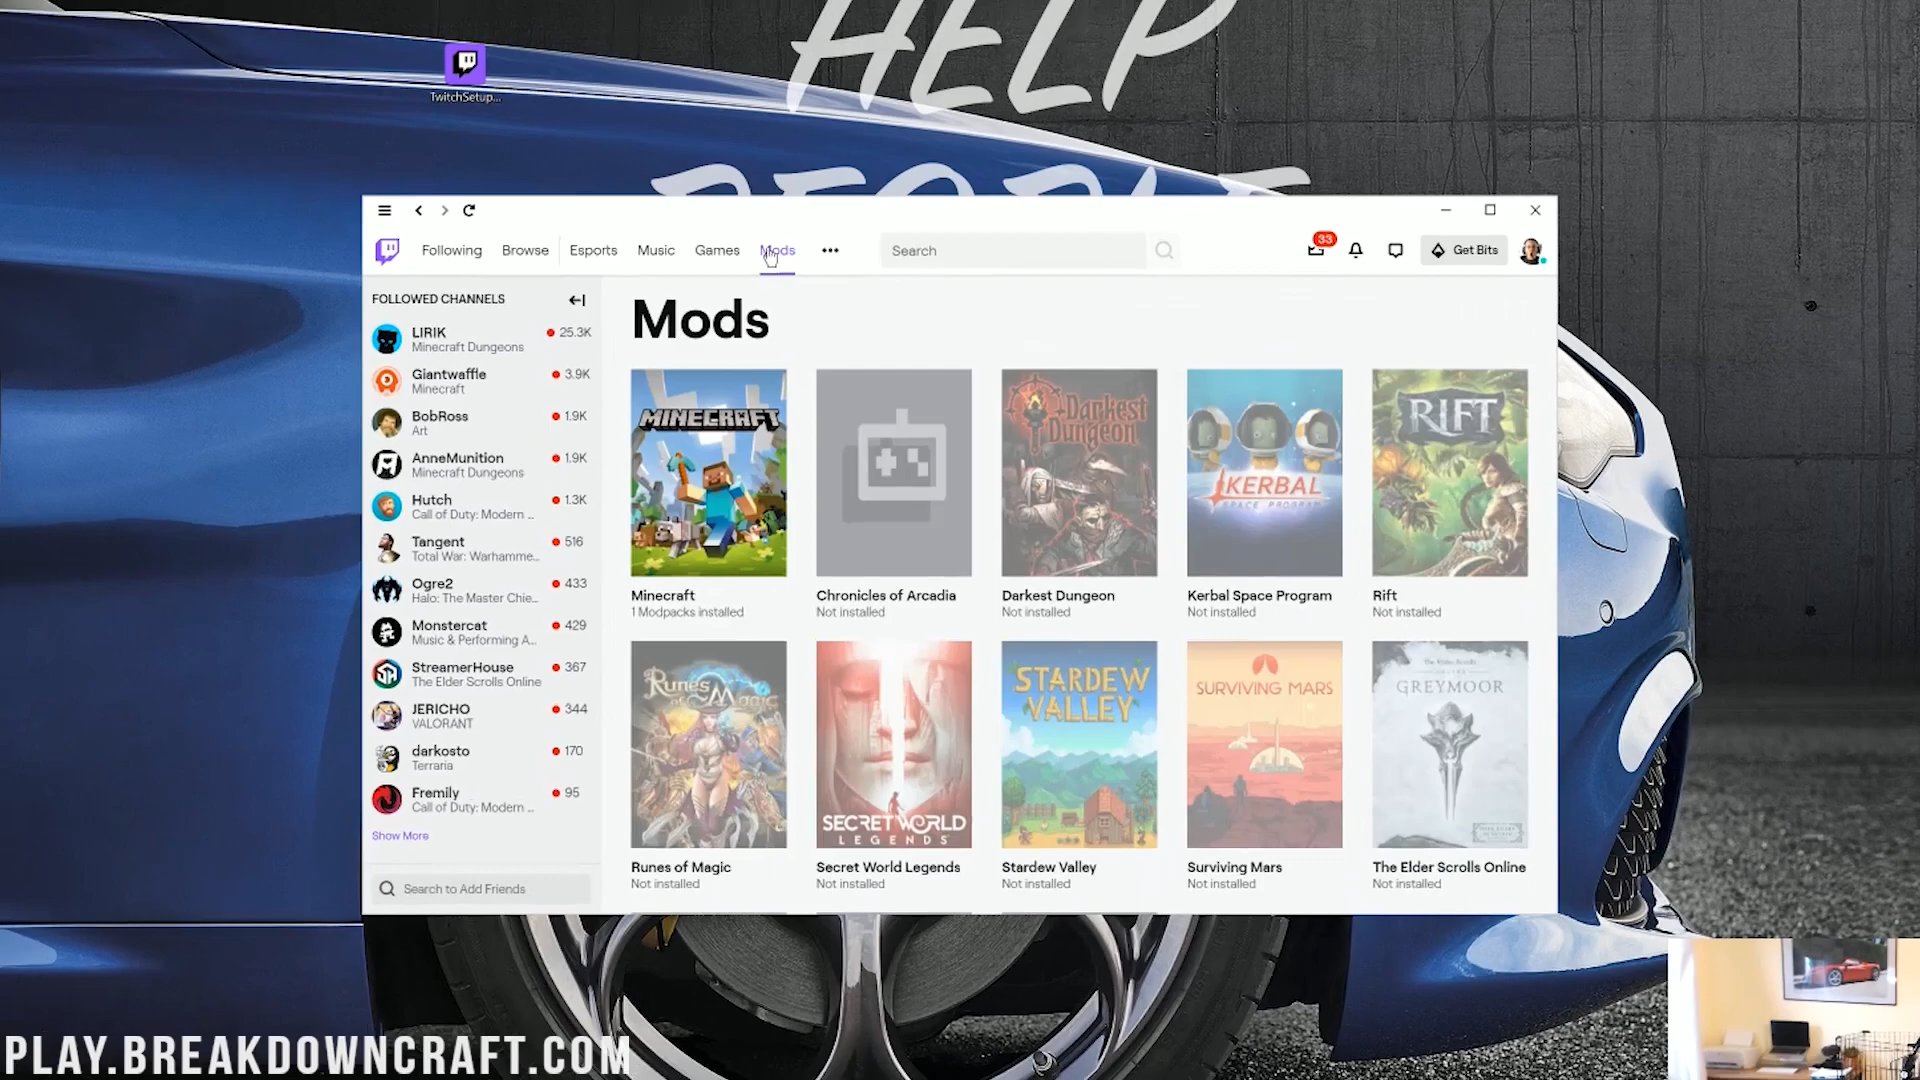 HELP
PEOPLE
TwitchSetup...
Following
Browse
Esports
Music
Games
Mods
Search
33
Get Bits
FOLLOWED CHANNELS
LIRIK
25.3K
Minecraft Dungeons
Giantwaffle
3.9K
Minecraft
BobRoss
1.9K
Art
AnneMunition
1.9K
Minecraft Dungeons
Hutch
1.3K
Call of Duty: Modern ...
Tangent
516
Total War: Warhamme...
Ogre2
433
Halo: The Master Chie...
Monstercat
429
Music & Performing A...
StreamerHouse
367
The Elder Scrolls Online
JERICHO
344
VALORANT
darkosto
170
Terraria
Fremily
95
Call of Duty: Modern ...
Show More
Search to Add Friends
Mods
MINECRAFT
Darkest
Dungeon
KERBAL
SPACE PROGRAM
RIFT
Minecraft
1 Modpacks installed
Chronicles of Arcadia
Not installed
Darkest Dungeon
Not installed
Kerbal Space Program
Not installed
Rift
Not installed
Runes
of Magic
SECRET WORLD
LEGENDS
STARDEW
VALLEY
SURVIVING MARS
The Elder Scrolls
ONLINE
GREYMOOR
Runes of Magic
Not installed
Secret World Legends
Not installed
Stardew Valley
Not installed
Surviving Mars
Not installed
The Elder Scrolls Online
Not installed
PLAY.BREAKDOWNCRAFT.COM